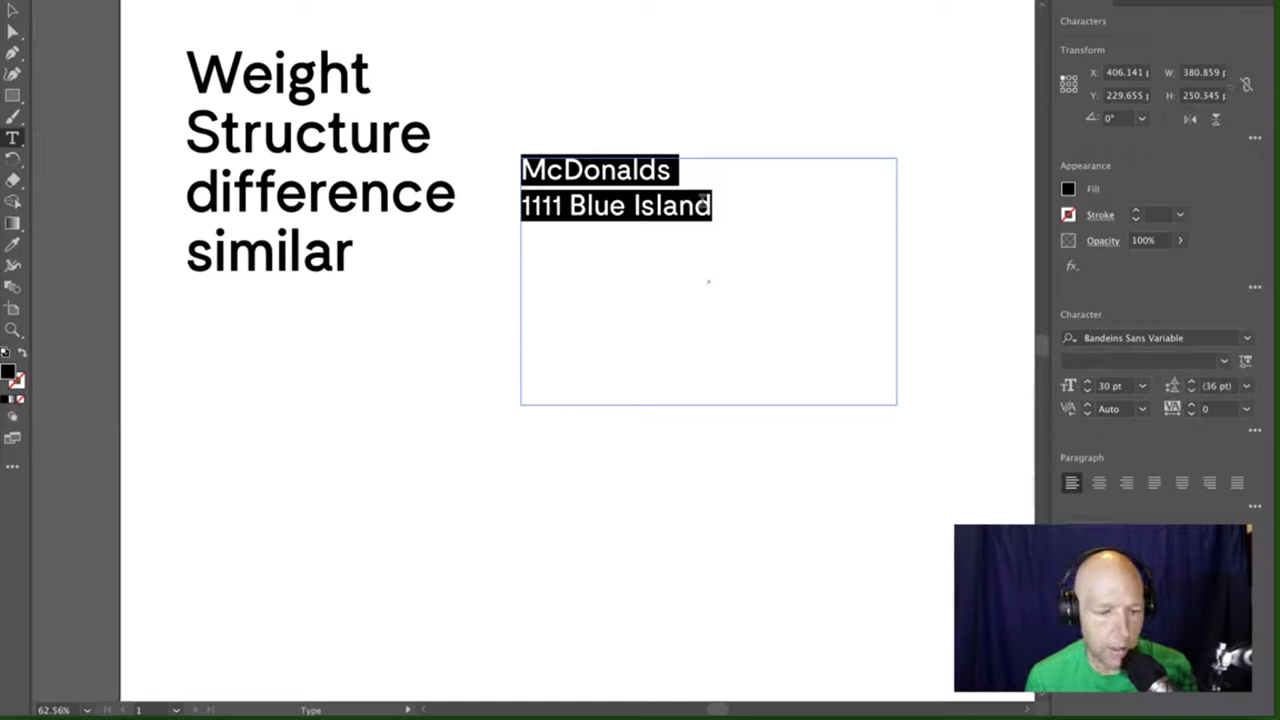 Weight
Structure
difference
similar
McDonalds
1111 Blue Island
Characters
Transform
X: 406.141 p W: 380.859 p
Y: 229.655 p H: 250.345 p
0°
Appearance
Fill
Stroke
Opacity 100%
fx
Character
Bandeins Sans Variable
30 pt (36 pt)
Auto 0
Paragraph
62.56% 1 Type